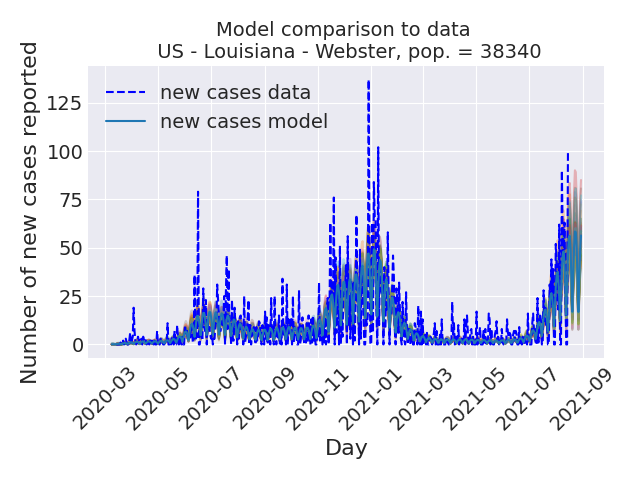 Model comparison to data
US - Louisiana - Webster, pop. = 38340
Number of new cases reported
125
100
75
50
25
0
new cases data
new cases model
2020-03
2020-05
2020-07
2020-09
2020-11
2021-01
2021-03
2021-05
2021-07
2021-09
Day